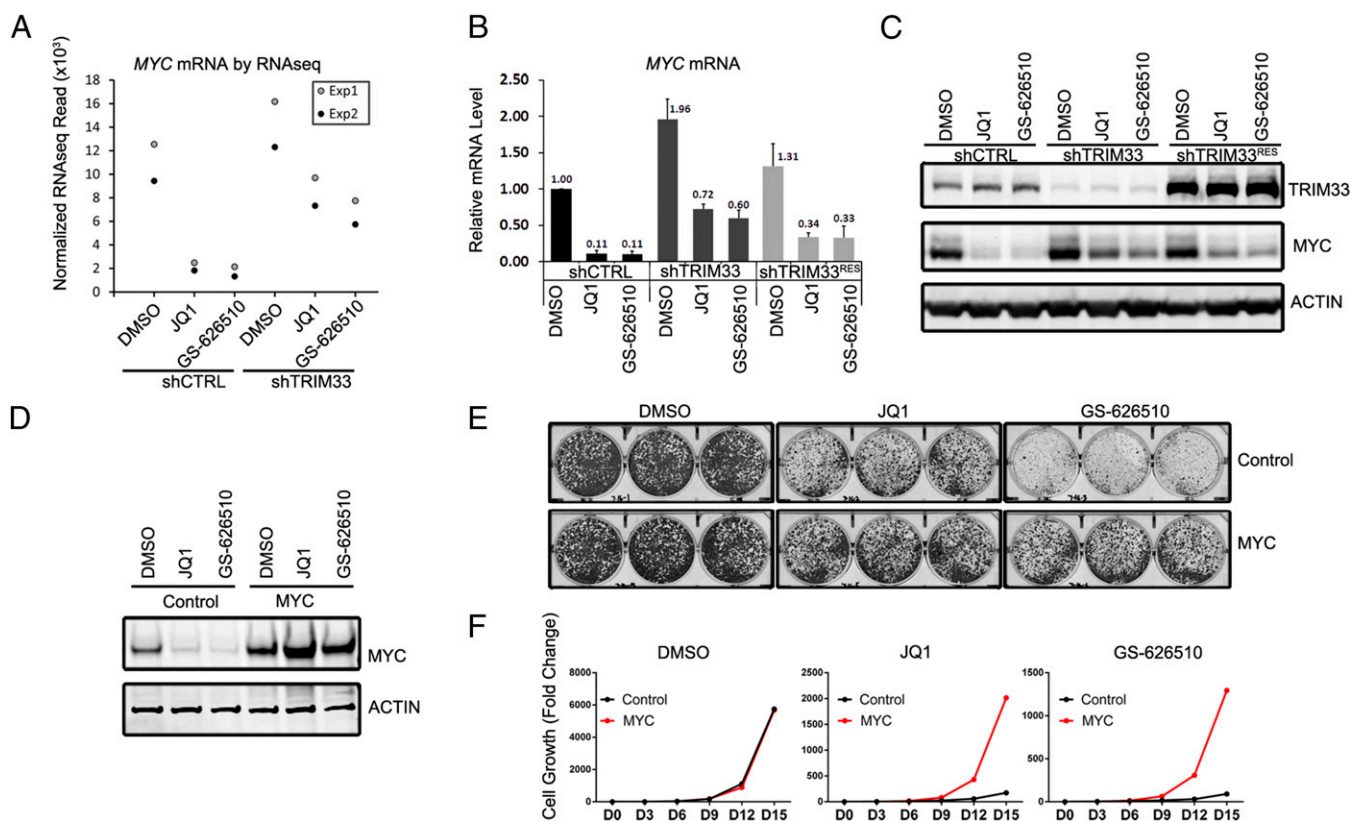 A
MYC mRNA by RNAseq
Normalized RNAseq Read (x10³)
18
16
14
12
10
8
6
4
2
0
Exp1
Exp2
DMSO
JQ1
GS-626510
DMSO
JQ1
GS-626510
shCTRL
shTRIM33
B
MYC mRNA
Relative mRNA Level
2.50
2.00
1.50
1.00
0.50
0.00
1.00
0.11
0.11
1.96
0.72
0.60
1.31
0.34
0.33
shCTRL
shTRIM33
shTRIM33ᴿᴱˢ
DMSO
JQ1
GS-626510
DMSO
JQ1
GS-626510
DMSO
JQ1
GS-626510
C
DMSO
JQ1
GS-626510
DMSO
JQ1
GS-626510
DMSO
JQ1
GS-626510
shCTRL
shTRIM33
shTRIM33ᴿᴱˢ
TRIM33
MYC
ACTIN
D
DMSO
JQ1
GS-626510
DMSO
JQ1
GS-626510
Control
MYC
MYC
ACTIN
E
DMSO
JQ1
GS-626510
Control
MYC
F
Cell Growth (Fold Change)
DMSO
8000
6000
4000
2000
0
Control
MYC
D0 D3 D6 D9 D12 D15
JQ1
2500
2000
1500
1000
500
0
Control
MYC
D0 D3 D6 D9 D12 D15
GS-626510
1500
1000
500
0
Control
MYC
D0 D3 D6 D9 D12 D15